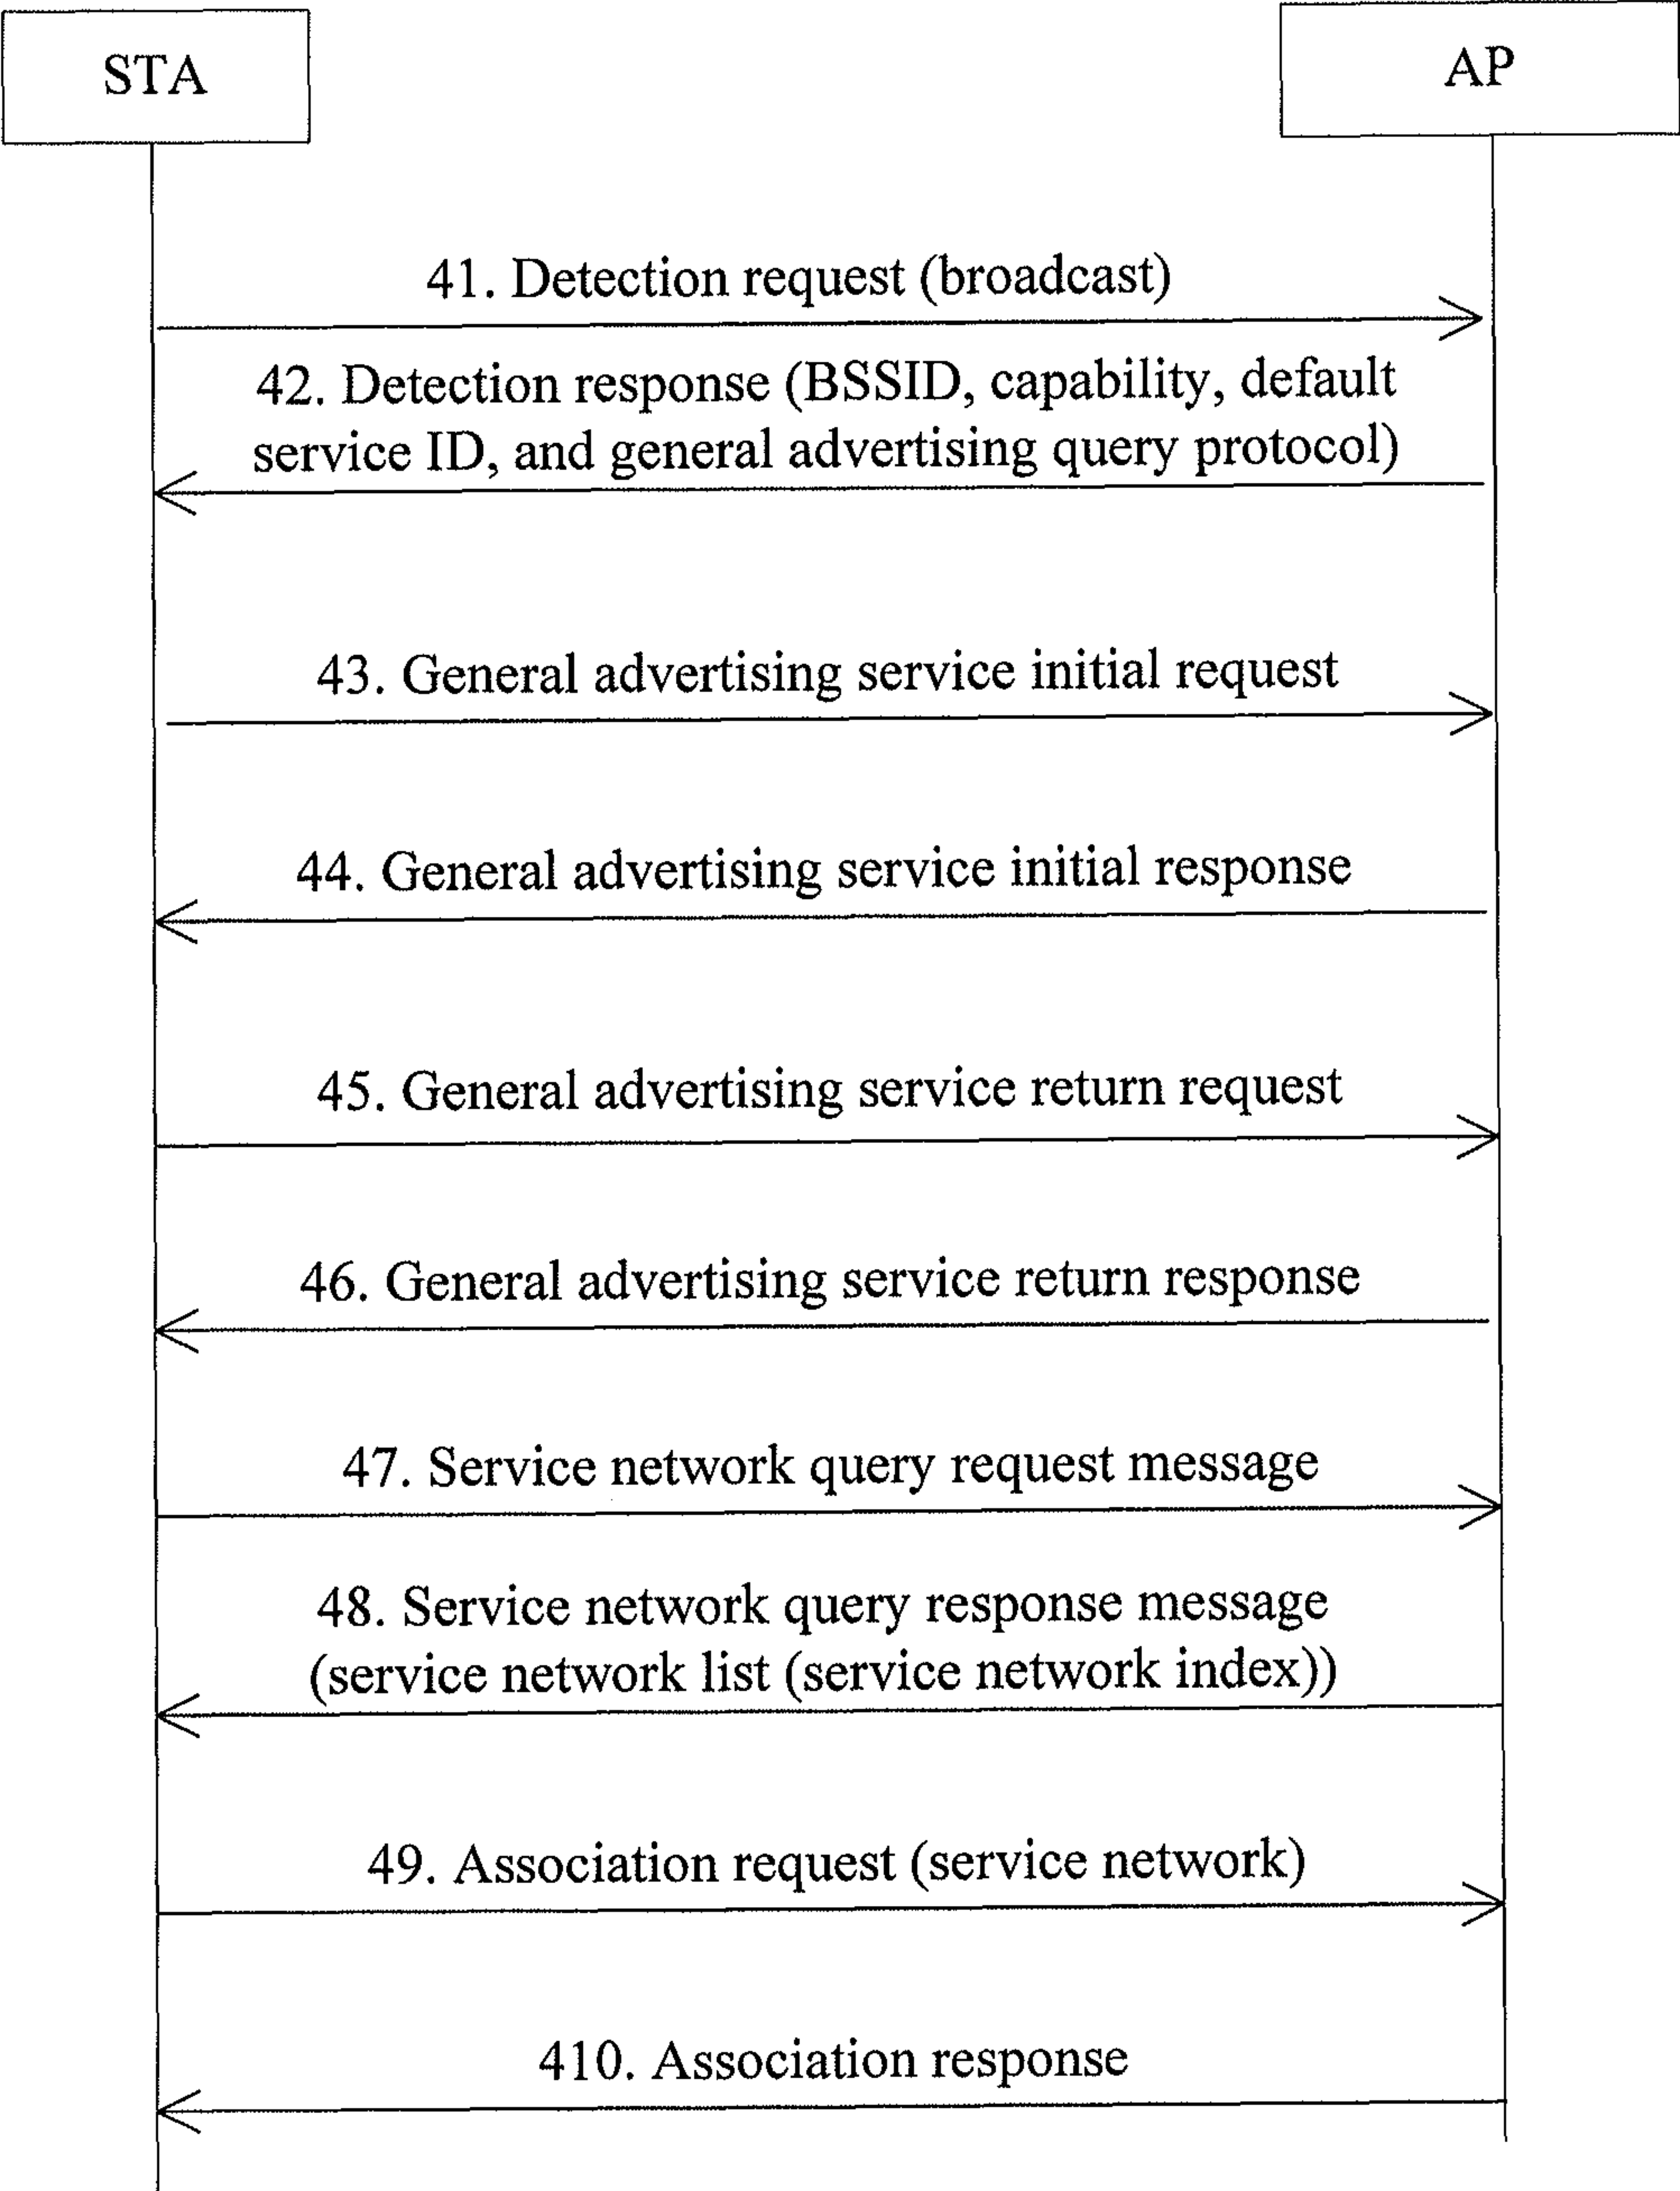 STA
AP
41. Detection request (broadcast)
42. Detection response (BSSID, capability, default
service ID, and general advertising query protocol)
43. General advertising service initial request
44. General advertising service initial response
45. General advertising service return request
46. General advertising service return response
47. Service network query request message
48. Service network query response message
(service network list (service network index))
49. Association request (service network)
410. Association response